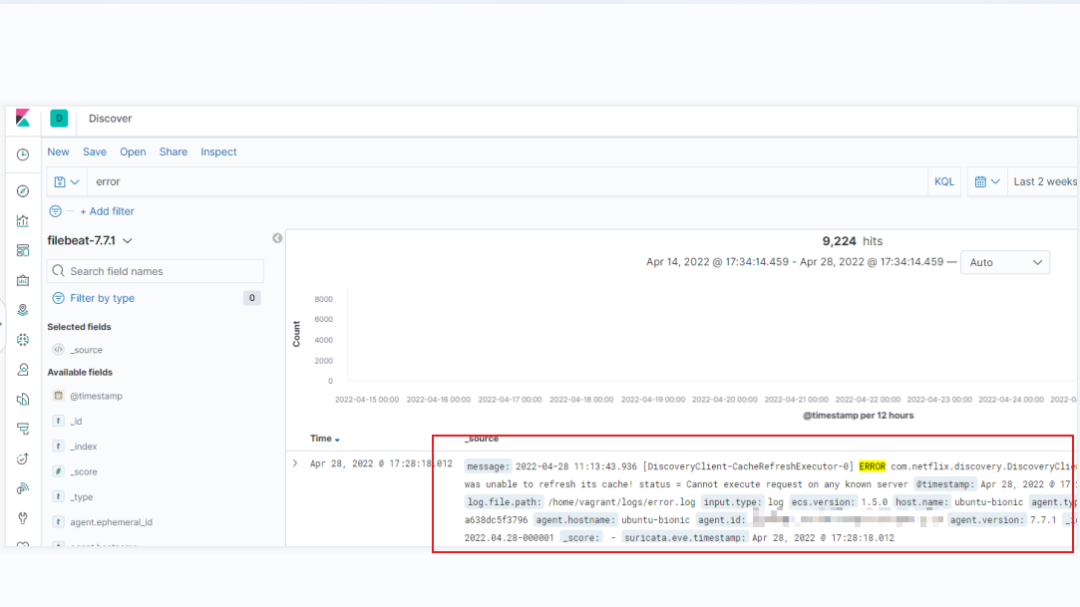 D Discover
New Save Open Share Inspect
error KQL Last 2 weeks
+ Add filter
filebeat-7.7.1
9,224 hits
Apr 14, 2022 @ 17:34:14.459 - Apr 28, 2022 @ 17:34:14.459 — Auto
Search field names
Filter by type 0
Selected fields
_source
Available fields
@timestamp
_id
_index
_score
_type
agent.ephemeral_id
Count
8000
6000
4000
2000
0
2022-04-15 00:00 2022-04-16 00:00 2022-04-17 00:00 2022-04-18 00:00 2022-04-19 00:00 2022-04-20 00:00 2022-04-21 00:00 2022-04-22 00:00 2022-04-23 00:00 2022-04-24 00:00
@timestamp per 12 hours
Time _source
Apr 28, 2022 @ 17:28:18.012
message: 2022-04-28 11:13:43.936 [DiscoveryClient-CacheRefreshExecutor-0] ERROR com.netflix.discovery.DiscoveryClie
was unable to refresh its cache! status = Cannot execute request on any known server @timestamp: Apr 28, 2022 @ 17:
log.file.path: /home/vagrant/logs/error.log input.type: log ecs.version: 1.5.0 host.name: ubuntu-bionic agent.typ
a638dc5f3796 agent.hostname: ubuntu-bionic agent.id: agent.version: 7.7.1
2022.04.28-000001 _score: - suricata.eve.timestamp: Apr 28, 2022 @ 17:28:18.012